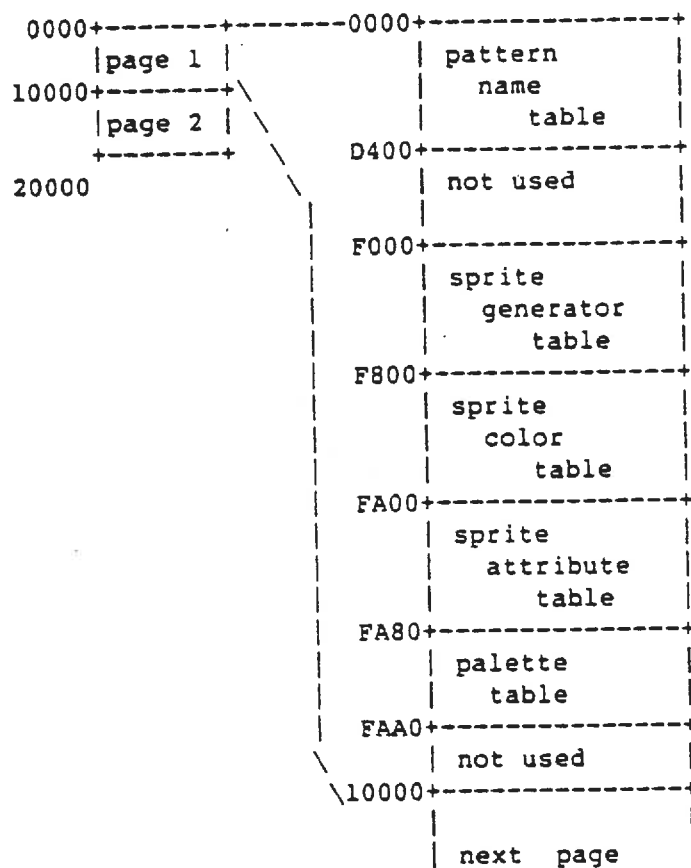 0000+-------+-------0000+----------------+
|page 1 | | pattern |
10000+-------+ | name |
|page 2 | | table |
+-------+ D400+----------------+
20000 | not used |
F000+----------------+
| sprite |
| generator |
| table |
F800+----------------+
| sprite |
| color |
| table |
FA00+----------------+
| sprite |
| attribute |
| table |
FA80+----------------+
| palette |
| table |
FAA0+----------------+
| not used |
10000+----------------+
| next page